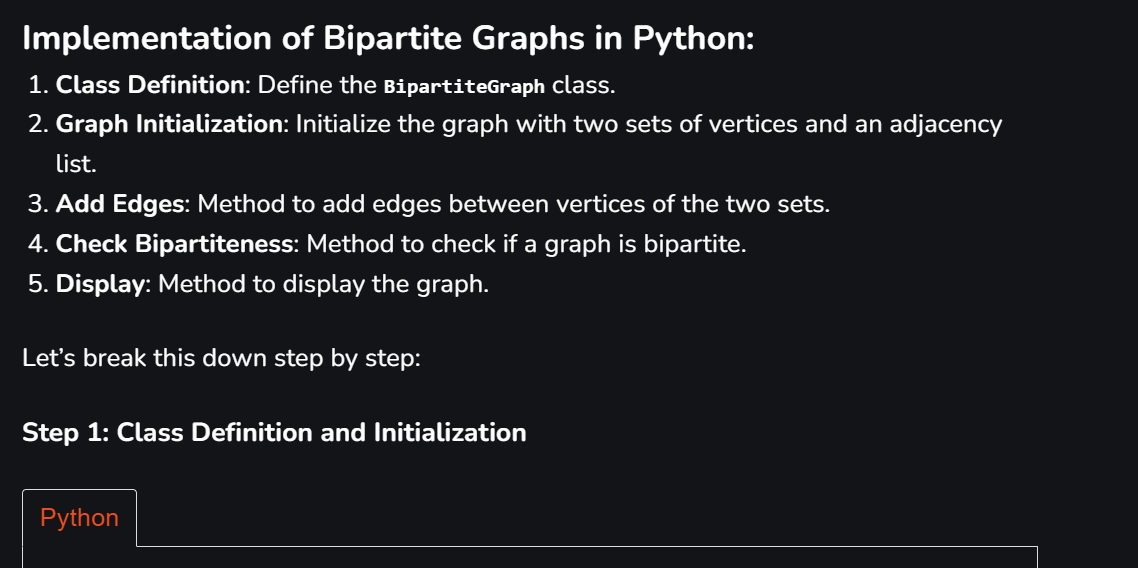 Implementation of Bipartite Graphs in Python:
1. Class Definition: Define the BipartiteGraph class.
2. Graph Initialization: Initialize the graph with two sets of vertices and an adjacency
list.
3. Add Edges: Method to add edges between vertices of the two sets.
4. Check Bipartiteness: Method to check if a graph is bipartite.
5. Display: Method to display the graph.
Let’s break this down step by step:
Step 1: Class Definition and Initialization
Python